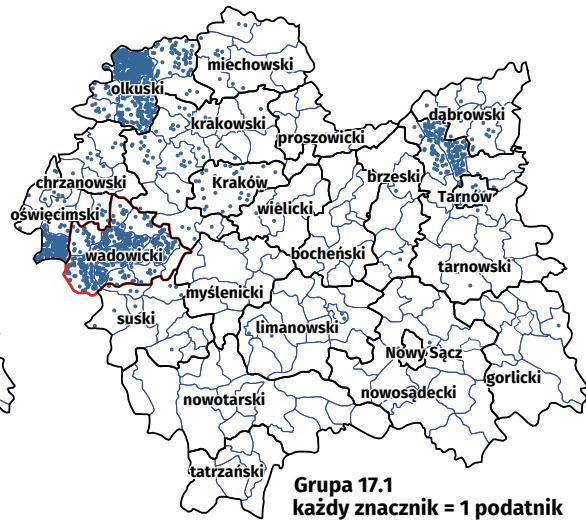 miechowski
olkuski
dąbrowski
krakowski
proszowicki
chrzanowski
Kraków
brzeski
Tarnów
oświęcimski
wielicki
wadowicki
bocheński
tarnowski
myślenicki
suski
limanowski
Nowy Sącz
gorlicki
nowotarski
nowosądecki
tatrzański
Grupa 17.1
każdy znacznik = 1 podatnik